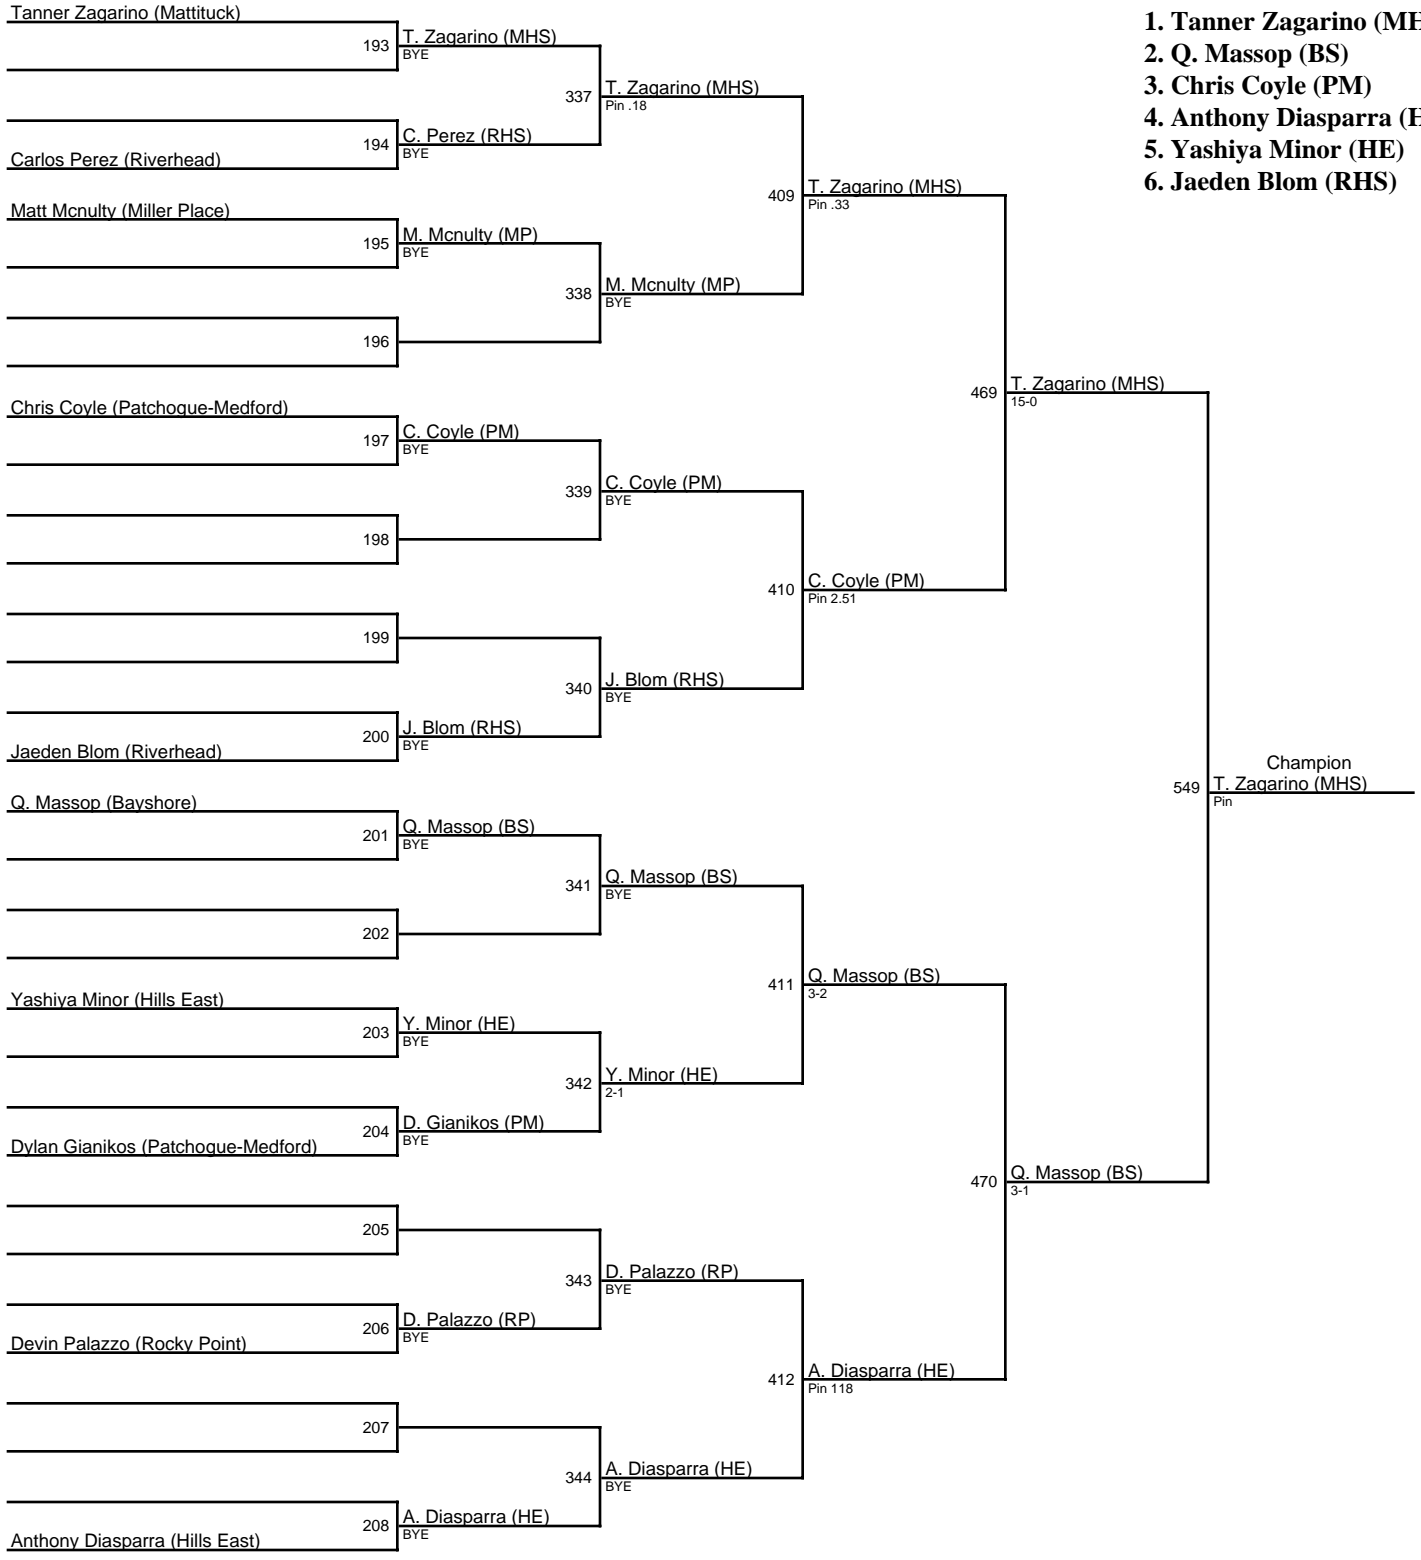 Tanner Zagarino (Mattituck)
193
T. Zagarino (MHS)
BYE
337
T. Zagarino (MHS)
Pin .18
194
C. Perez (RHS)
BYE
Carlos Perez (Riverhead)
409
T. Zagarino (MHS)
Pin .33
Matt Mcnulty (Miller Place)
195
M. Mcnulty (MP)
BYE
338
M. Mcnulty (MP)
BYE
196
469
T. Zagarino (MHS)
15-0
Chris Coyle (Patchogue-Medford)
197
C. Coyle (PM)
BYE
339
C. Coyle (PM)
BYE
198
410
C. Coyle (PM)
Pin 2.51
199
340
J. Blom (RHS)
BYE
200
J. Blom (RHS)
BYE
Jaeden Blom (Riverhead)
549
Champion
T. Zagarino (MHS)
Pin
Q. Massop (Bayshore)
201
Q. Massop (BS)
BYE
341
Q. Massop (BS)
BYE
202
411
Q. Massop (BS)
3-2
Yashiya Minor (Hills East)
203
Y. Minor (HE)
BYE
342
Y. Minor (HE)
2-1
204
D. Gianikos (PM)
BYE
Dylan Gianikos (Patchogue-Medford)
470
Q. Massop (BS)
3-1
205
343
D. Palazzo (RP)
BYE
206
D. Palazzo (RP)
BYE
Devin Palazzo (Rocky Point)
412
A. Diasparra (HE)
Pin 118
207
344
A. Diasparra (HE)
BYE
208
A. Diasparra (HE)
BYE
Anthony Diasparra (Hills East)
1. Tanner Zagarino (MH
2. Q. Massop (BS)
3. Chris Coyle (PM)
4. Anthony Diasparra (H
5. Yashiya Minor (HE)
6. Jaeden Blom (RHS)